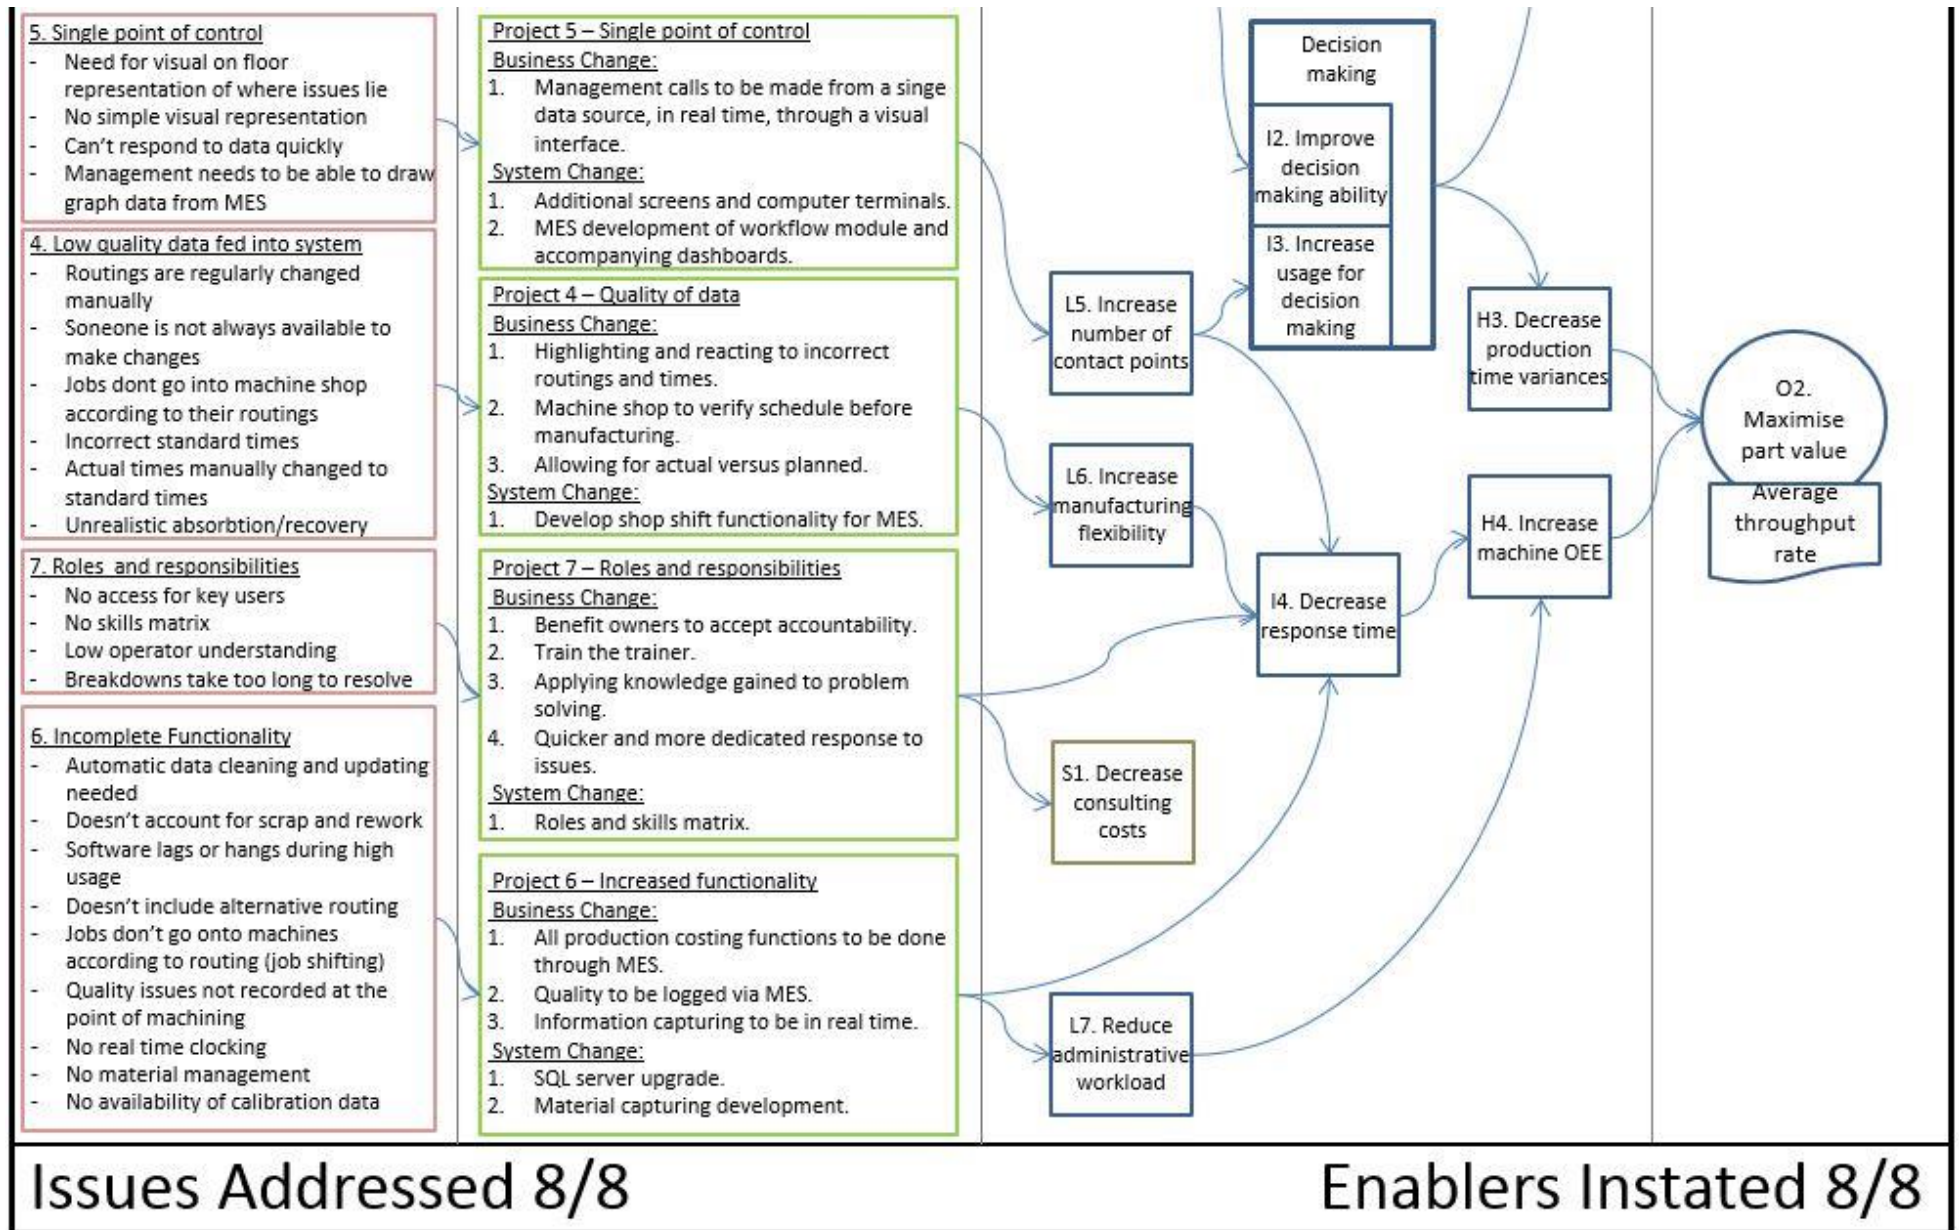 5. Single point of control
- Need for visual on floor
representation of where issues lie
- No simple visual representation
- Can't respond to data quickly
- Management needs to be able to draw
graph data from MES
4. Low quality data fed into system
- Routings are regularly changed
manually
- Soneone is not always available to
make changes
- Jobs dont go into machine shop
according to their routings
- Incorrect standard times
- Actual times manually changed to
standard times
- Unrealistic absorbtion/recovery
7. Roles and responsibilities
- No access for key users
- No skills matrix
- Low operator understanding
- Breakdowns take too long to resolve
6. Incomplete Functionality
- Automatic data cleaning and updating
needed
- Doesn't account for scrap and rework
- Software lags or hangs during high
usage
- Doesn't include alternative routing
- Jobs don't go onto machines
according to routing (job shifting)
- Quality issues not recorded at the
point of machining
- No real time clocking
- No material management
- No availability of calibration data
Project 5 – Single point of control
Business Change:
1. Management calls to be made from a singe
data source, in real time, through a visual
interface.
System Change:
1. Additional screens and computer terminals.
2. MES development of workflow module and
accompanying dashboards.
Project 4 – Quality of data
Business Change:
1. Highlighting and reacting to incorrect
routings and times.
2. Machine shop to verify schedule before
manufacturing.
3. Allowing for actual versus planned.
System Change:
1. Develop shop shift functionality for MES.
Project 7 – Roles and responsibilities
Business Change:
1. Benefit owners to accept accountability.
2. Train the trainer.
3. Applying knowledge gained to problem
solving.
4. Quicker and more dedicated response to
issues.
System Change:
1. Roles and skills matrix.
Project 6 – Increased functionality
Business Change:
1. All production costing functions to be done
through MES.
2. Quality to be logged via MES.
3. Information capturing to be in real time.
System Change:
1. SQL server upgrade.
2. Material capturing development.
L5. Increase
number of
contact points
L6. Increase
manufacturing
flexibility
S1. Decrease
consulting
costs
L7. Reduce
administrative
workload
Decision
making
I2. Improve
decision
making ability
I3. Increase
usage for
decision
making
I4. Decrease
response time
H3. Decrease
production
time variances
H4. Increase
machine OEE
O2.
Maximise
part value
Average
throughput
rate
Issues Addressed 8/8
Enablers Instated 8/8